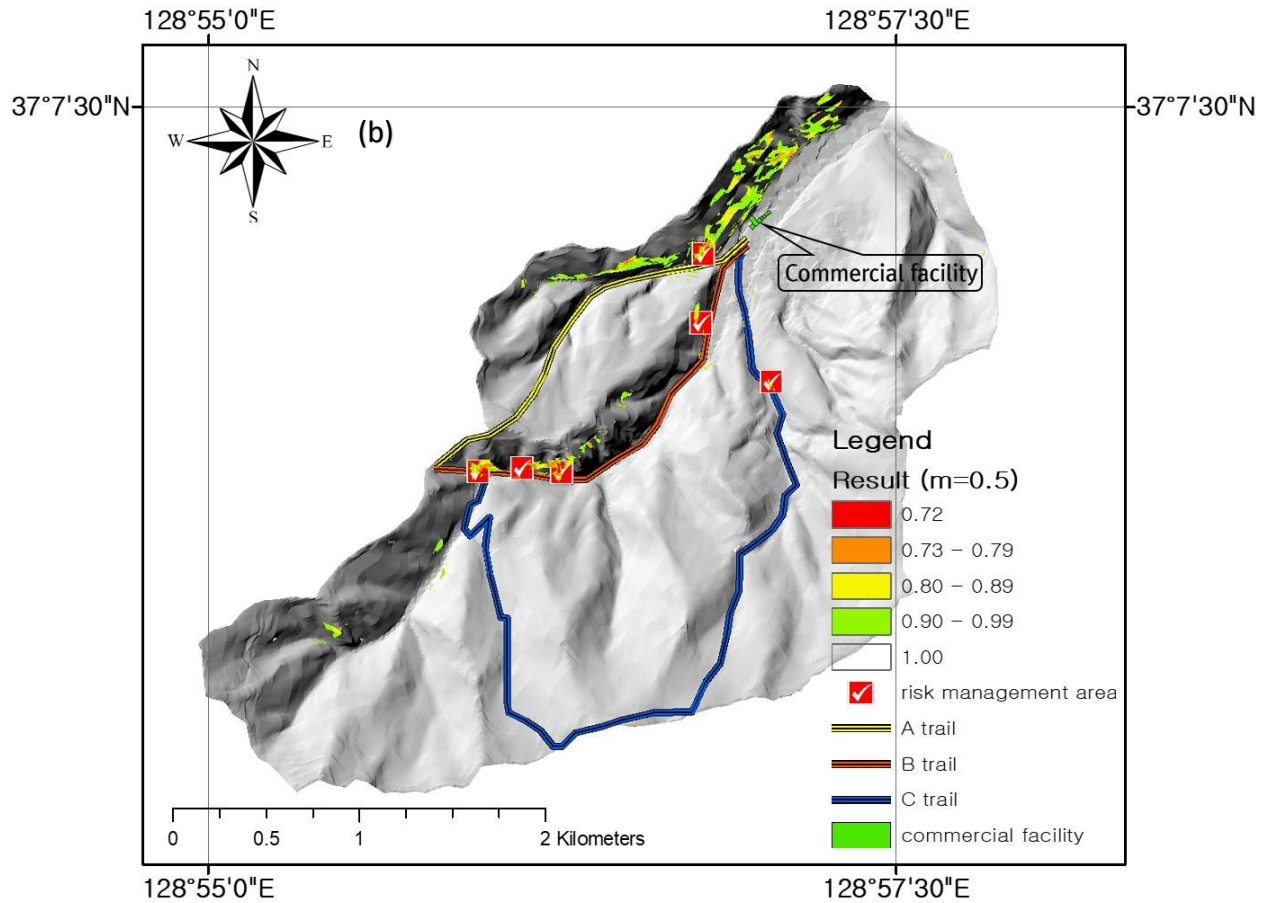 128°55'0"E 128°57'30"E
37°7'30"N 37°7'30"N
N
W E
S
(b)
Commercial facility
Legend
Result (m=0.5)
0.72
0.73 - 0.79
0.80 - 0.89
0.90 - 0.99
1.00
risk management area
A trail
B trail
C trail
commercial facility
0 0.5 1 2 Kilometers
128°55'0"E 128°57'30"E